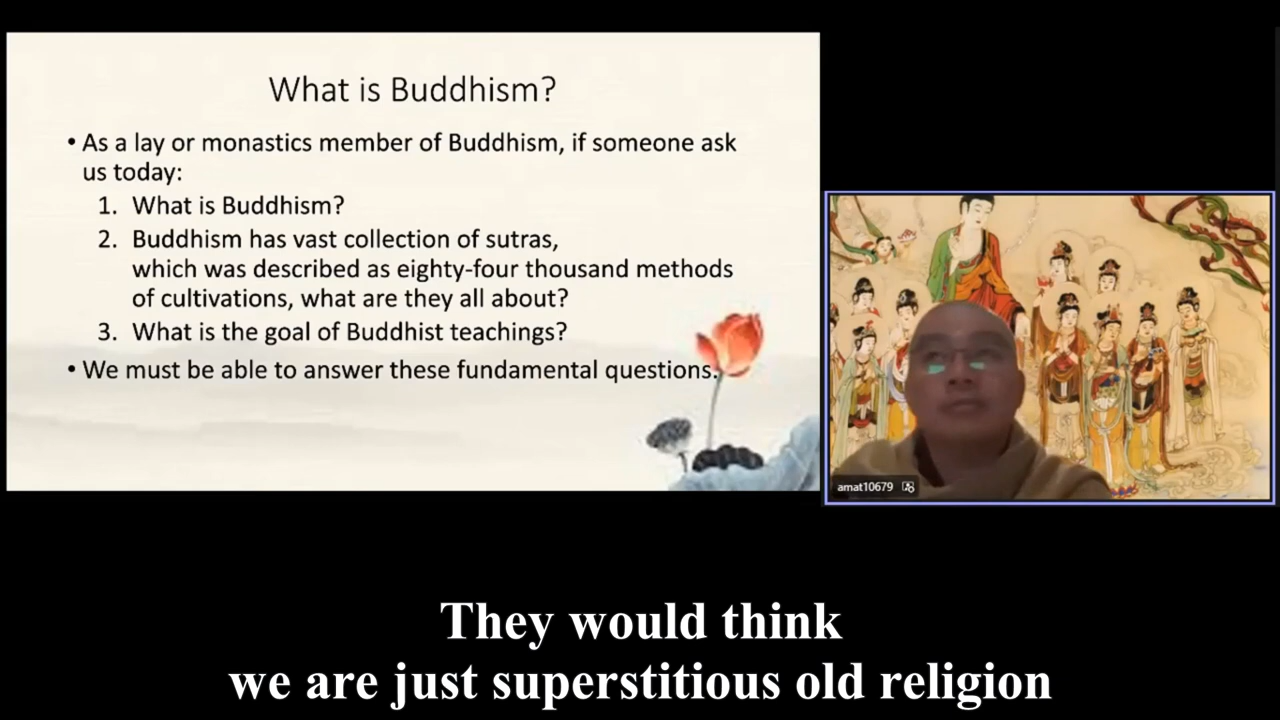 What is Buddhism?
• As a lay or monastics member of Buddhism, if someone ask
us today:
1. What is Buddhism?
2. Buddhism has vast collection of sutras,
which was described as eighty-four thousand methods
of cultivations, what are they all about?
3. What is the goal of Buddhist teachings?
• We must be able to answer these fundamental questions.
amat10679
They would think
we are just superstitious old religion